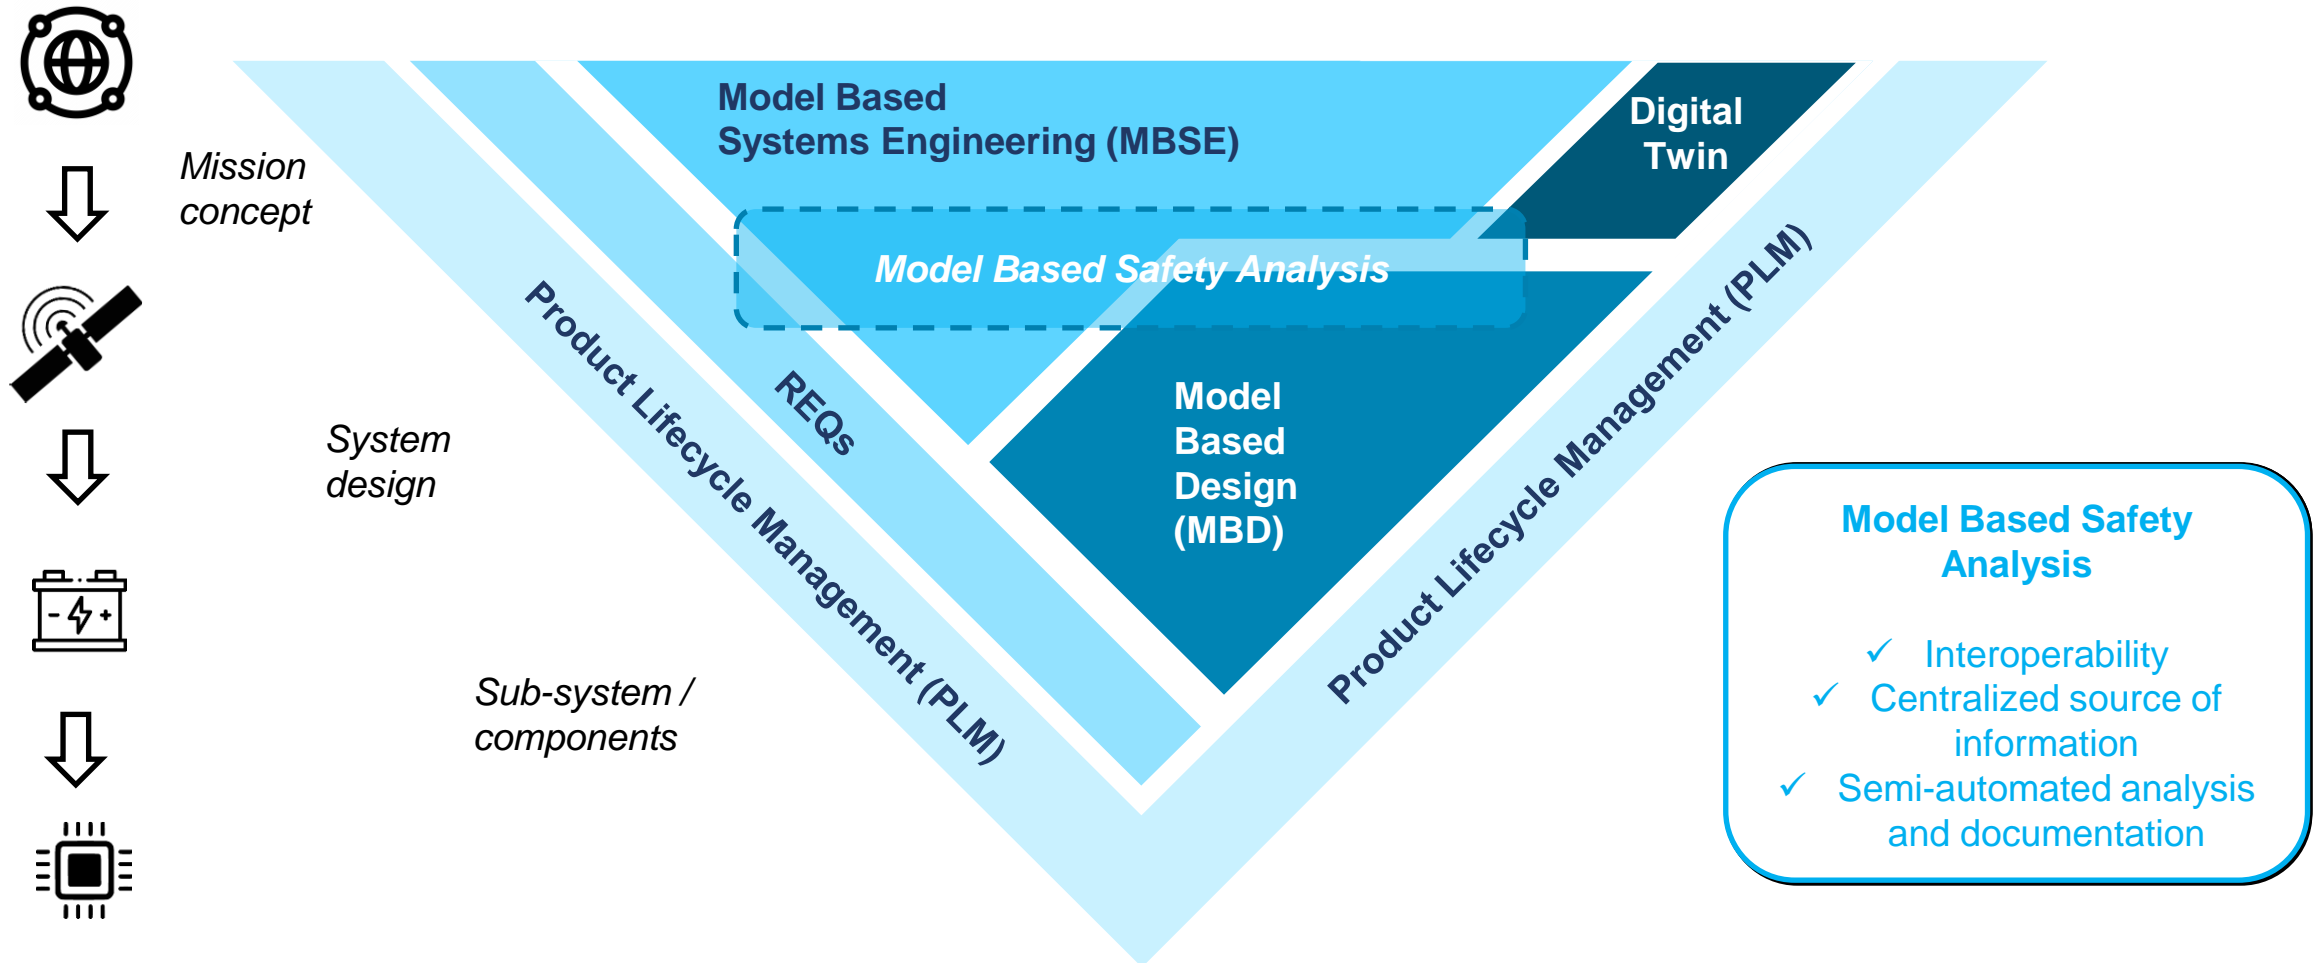 Model Based
Systems Engineering (MBSE)
Digital
Twin
Mission
concept
Model Based Safety Analysis
Product Lifecycle Management (PLM)
REQs
Model
Based
Design
(MBD)
Product Lifecycle Management (PLM)
System
design
Sub-system /
components
Model Based Safety
Analysis
✓ Interoperability
✓ Centralized source of
information
✓ Semi-automated analysis
and documentation